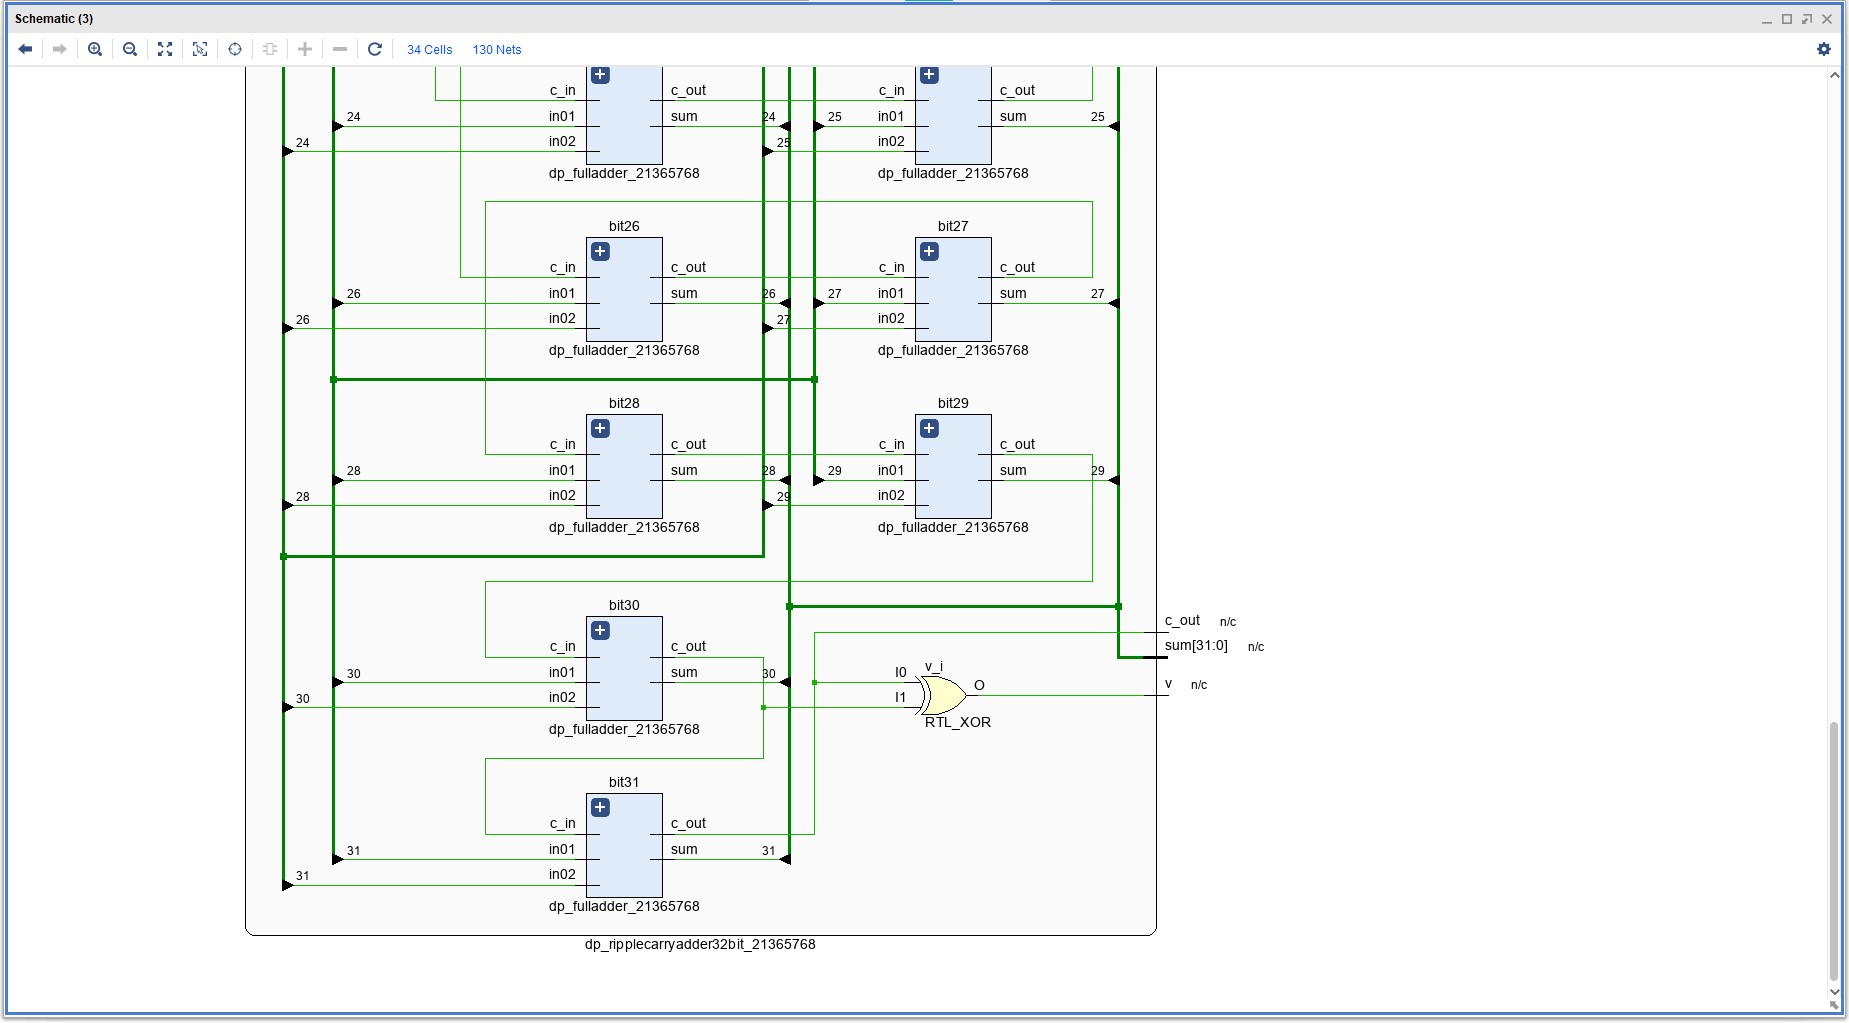 Schematic (3)
34 Cells 130 Nets
c_in c_out c_in c_out
24 in01 sum 24 25 in01 sum 25
24 in02 25 in02
dp_fulladder_21365768 dp_fulladder_21365768
bit26 bit27
c_in c_out c_in c_out
26 in01 sum 26 27 in01 sum 27
26 in02 27 in02
dp_fulladder_21365768 dp_fulladder_21365768
bit28 bit29
c_in c_out c_in c_out
28 in01 sum 28 29 in01 sum 29
28 in02 29 in02
dp_fulladder_21365768 dp_fulladder_21365768
bit30
c_out n/c
c_in c_out sum[31:0] n/c
30 in01 sum 30 I0 v_i
O v n/c
30 in02 I1
dp_fulladder_21365768 RTL_XOR
bit31
c_in c_out
31 in01 sum 31
31 in02
dp_fulladder_21365768
dp_ripplecarryadder32bit_21365768